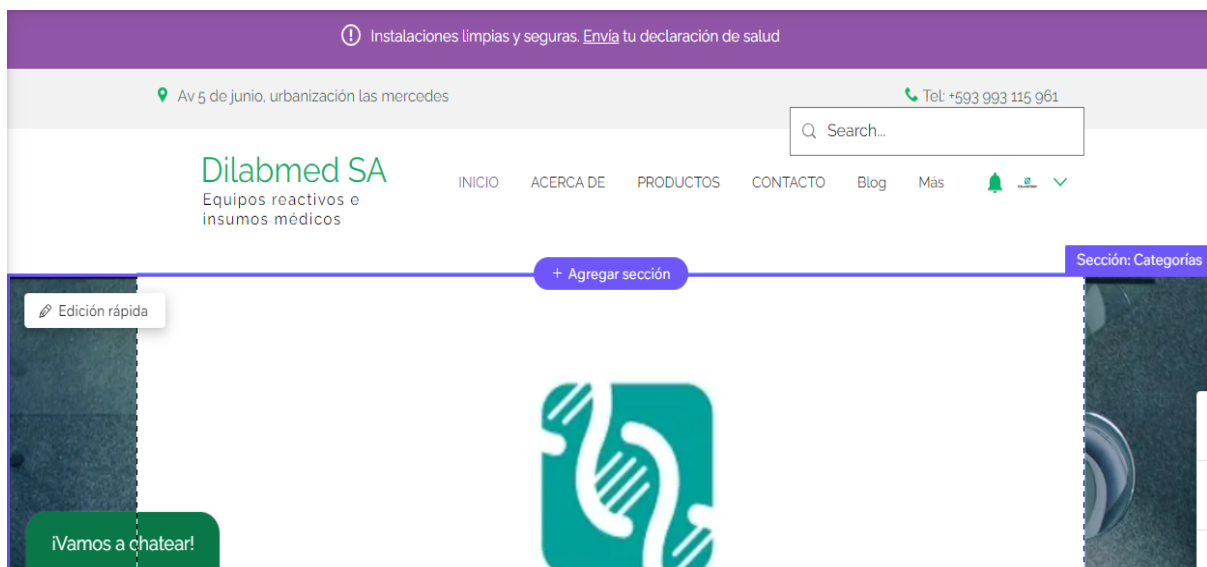 Instalaciones limpias y seguras. Envía tu declaración de salud
Av 5 de junio, urbanización las mercedes
Tel: +593 993 115 961
Search...
Dilabmed SA
Equipos reactivos e
insumos médicos
INICIO ACERCA DE PRODUCTOS CONTACTO Blog Más
+ Agregar sección
Sección: Categorías
Edición rápida
¡Vamos a chatear!